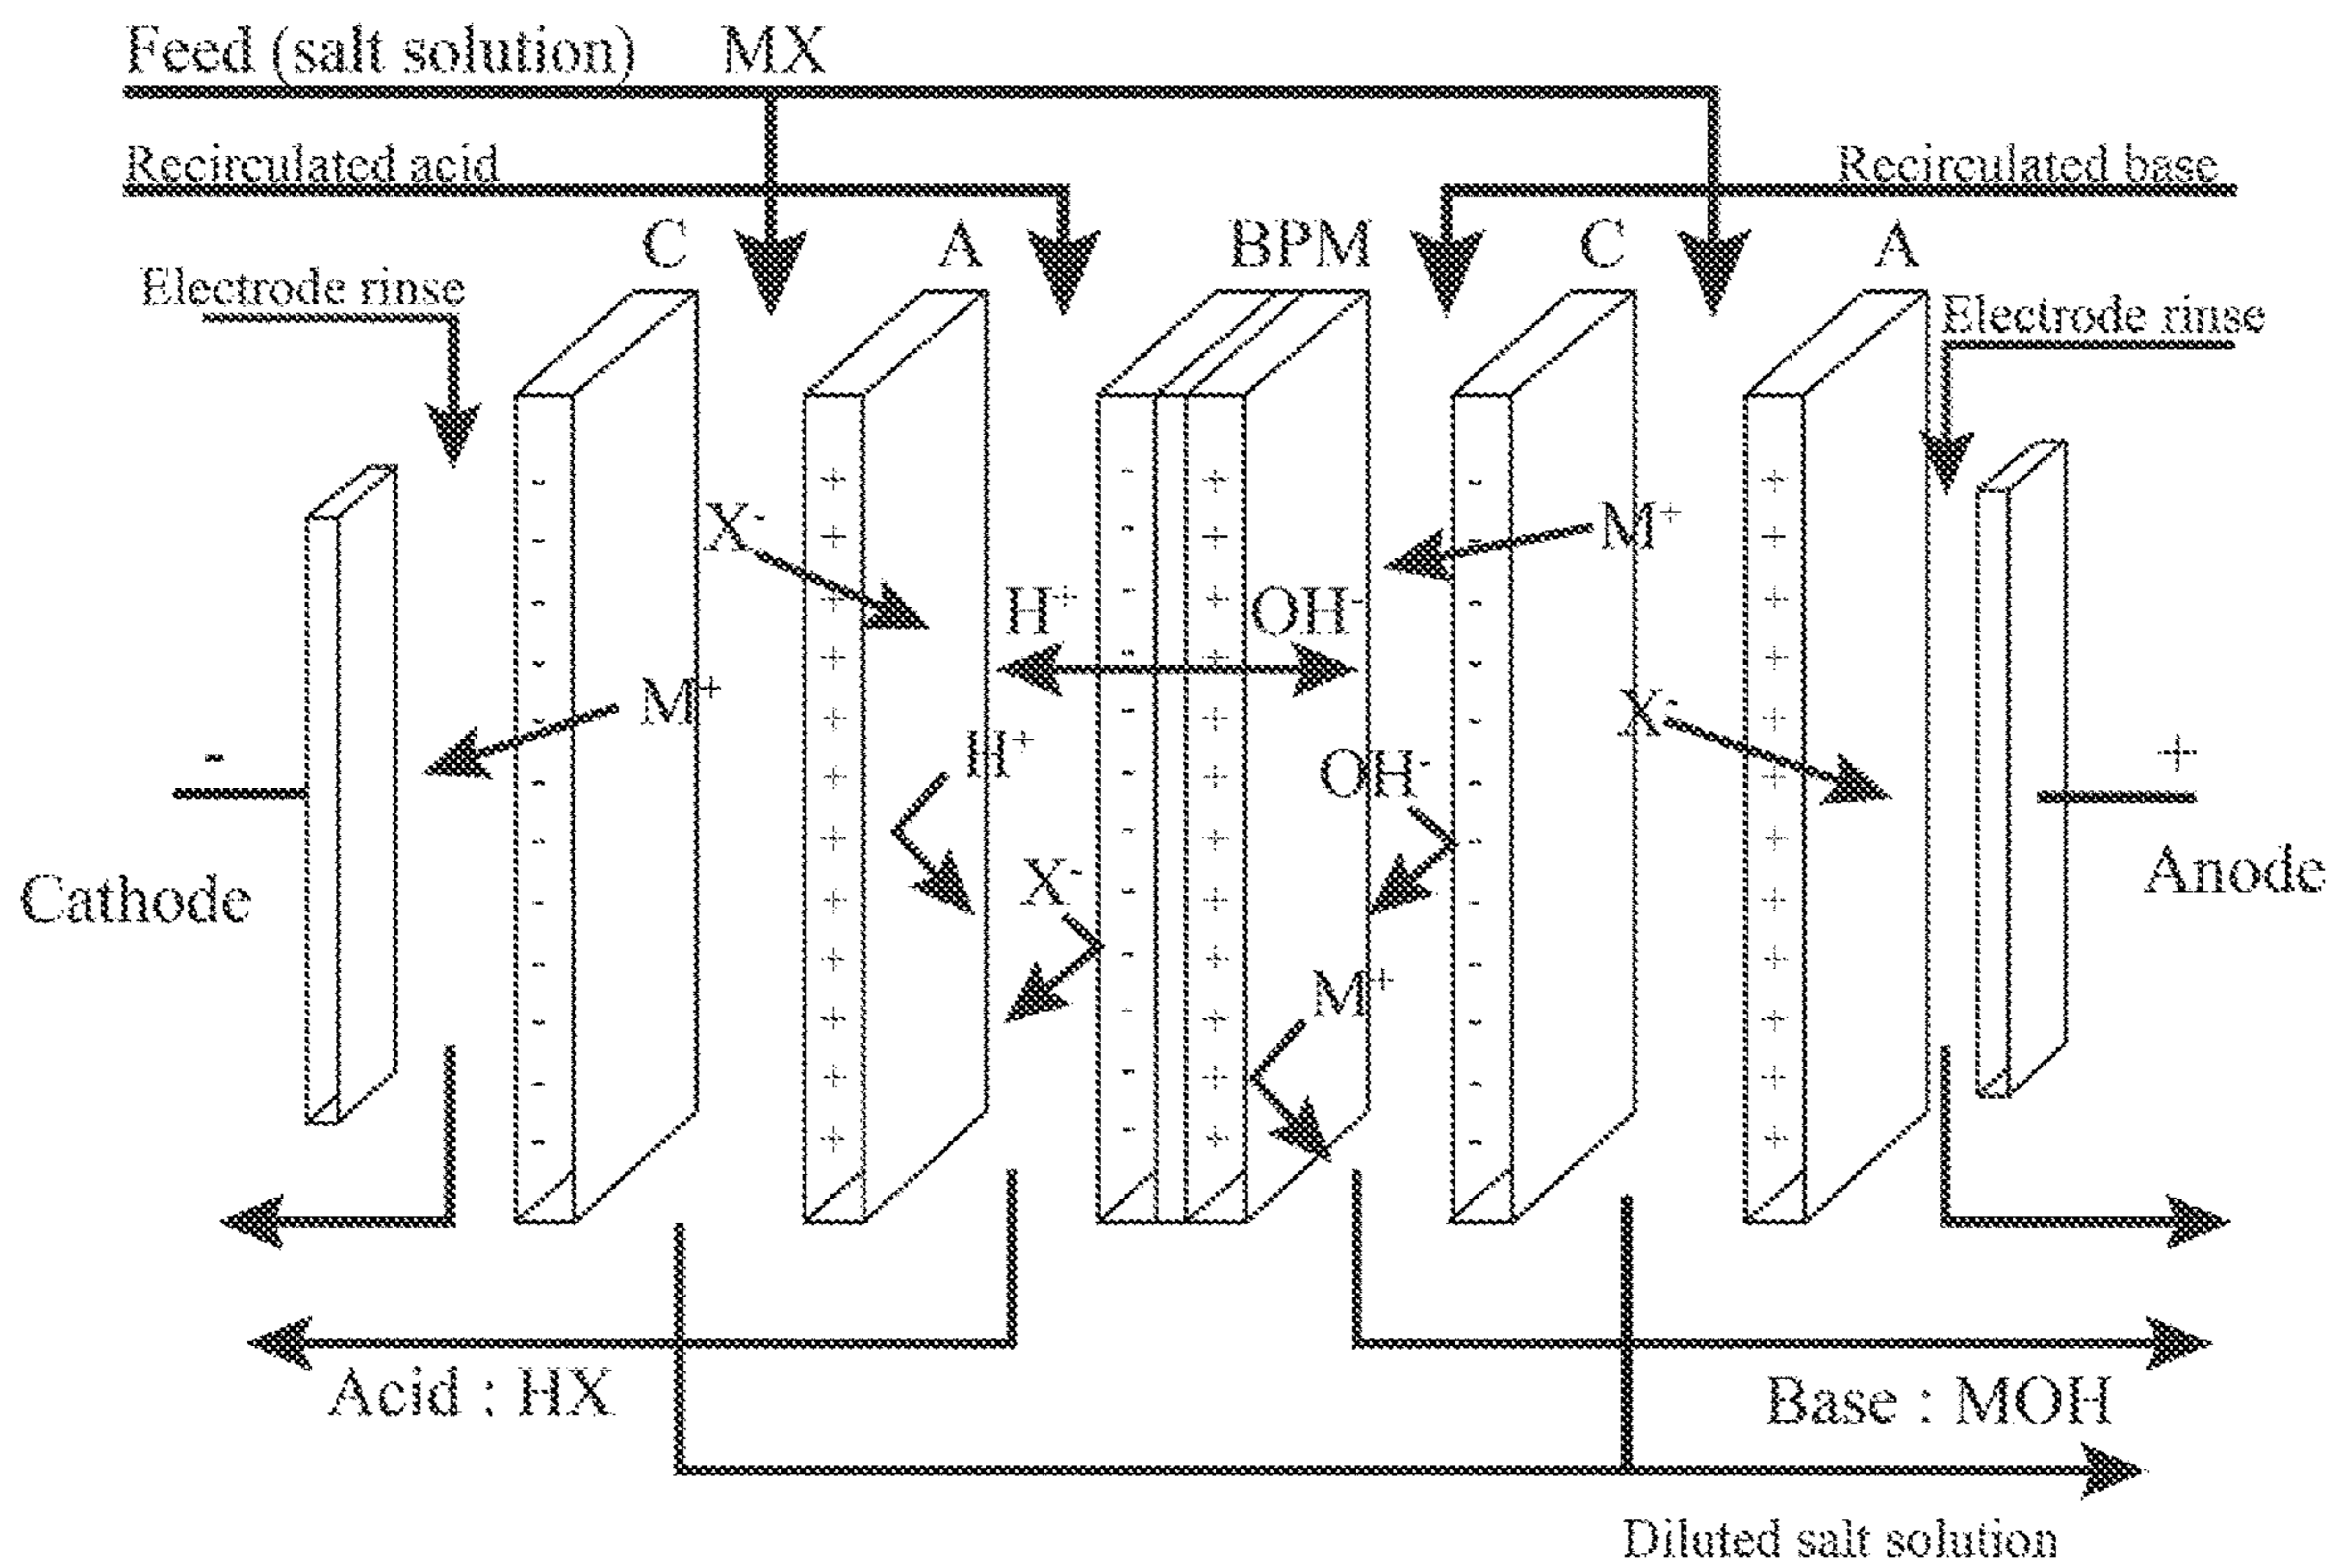 Feed (salt solution) MX
Recirculated acid
Recirculated base
C
A
BPM
C
A
Electrode rinse
Electrode rinse
X-
M+
H+
OH-
M+
X-
H+
OH-
X-
M+
-
+
Cathode
Anode
Acid : HX
Base : MOH
Diluted salt solution